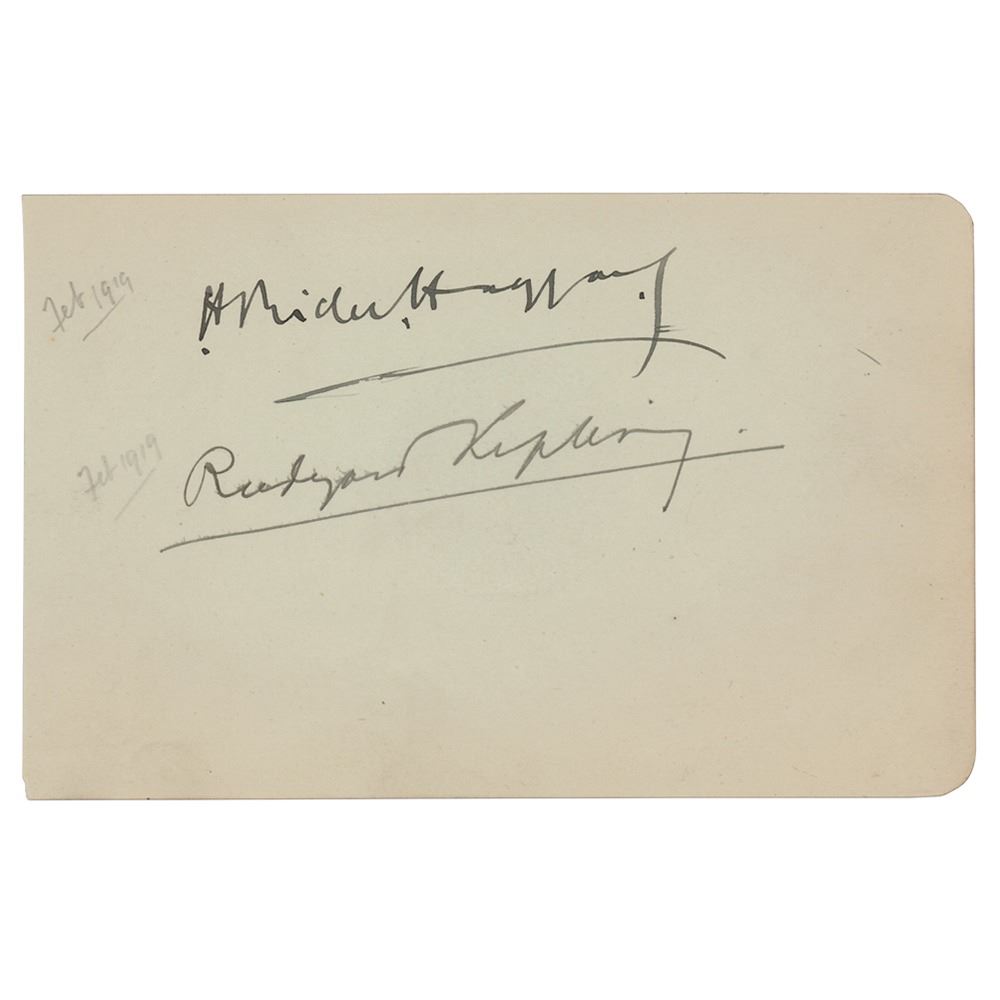 Feb 1919
H Rider Haggard
Feb 1919
Rudyard Kipling.